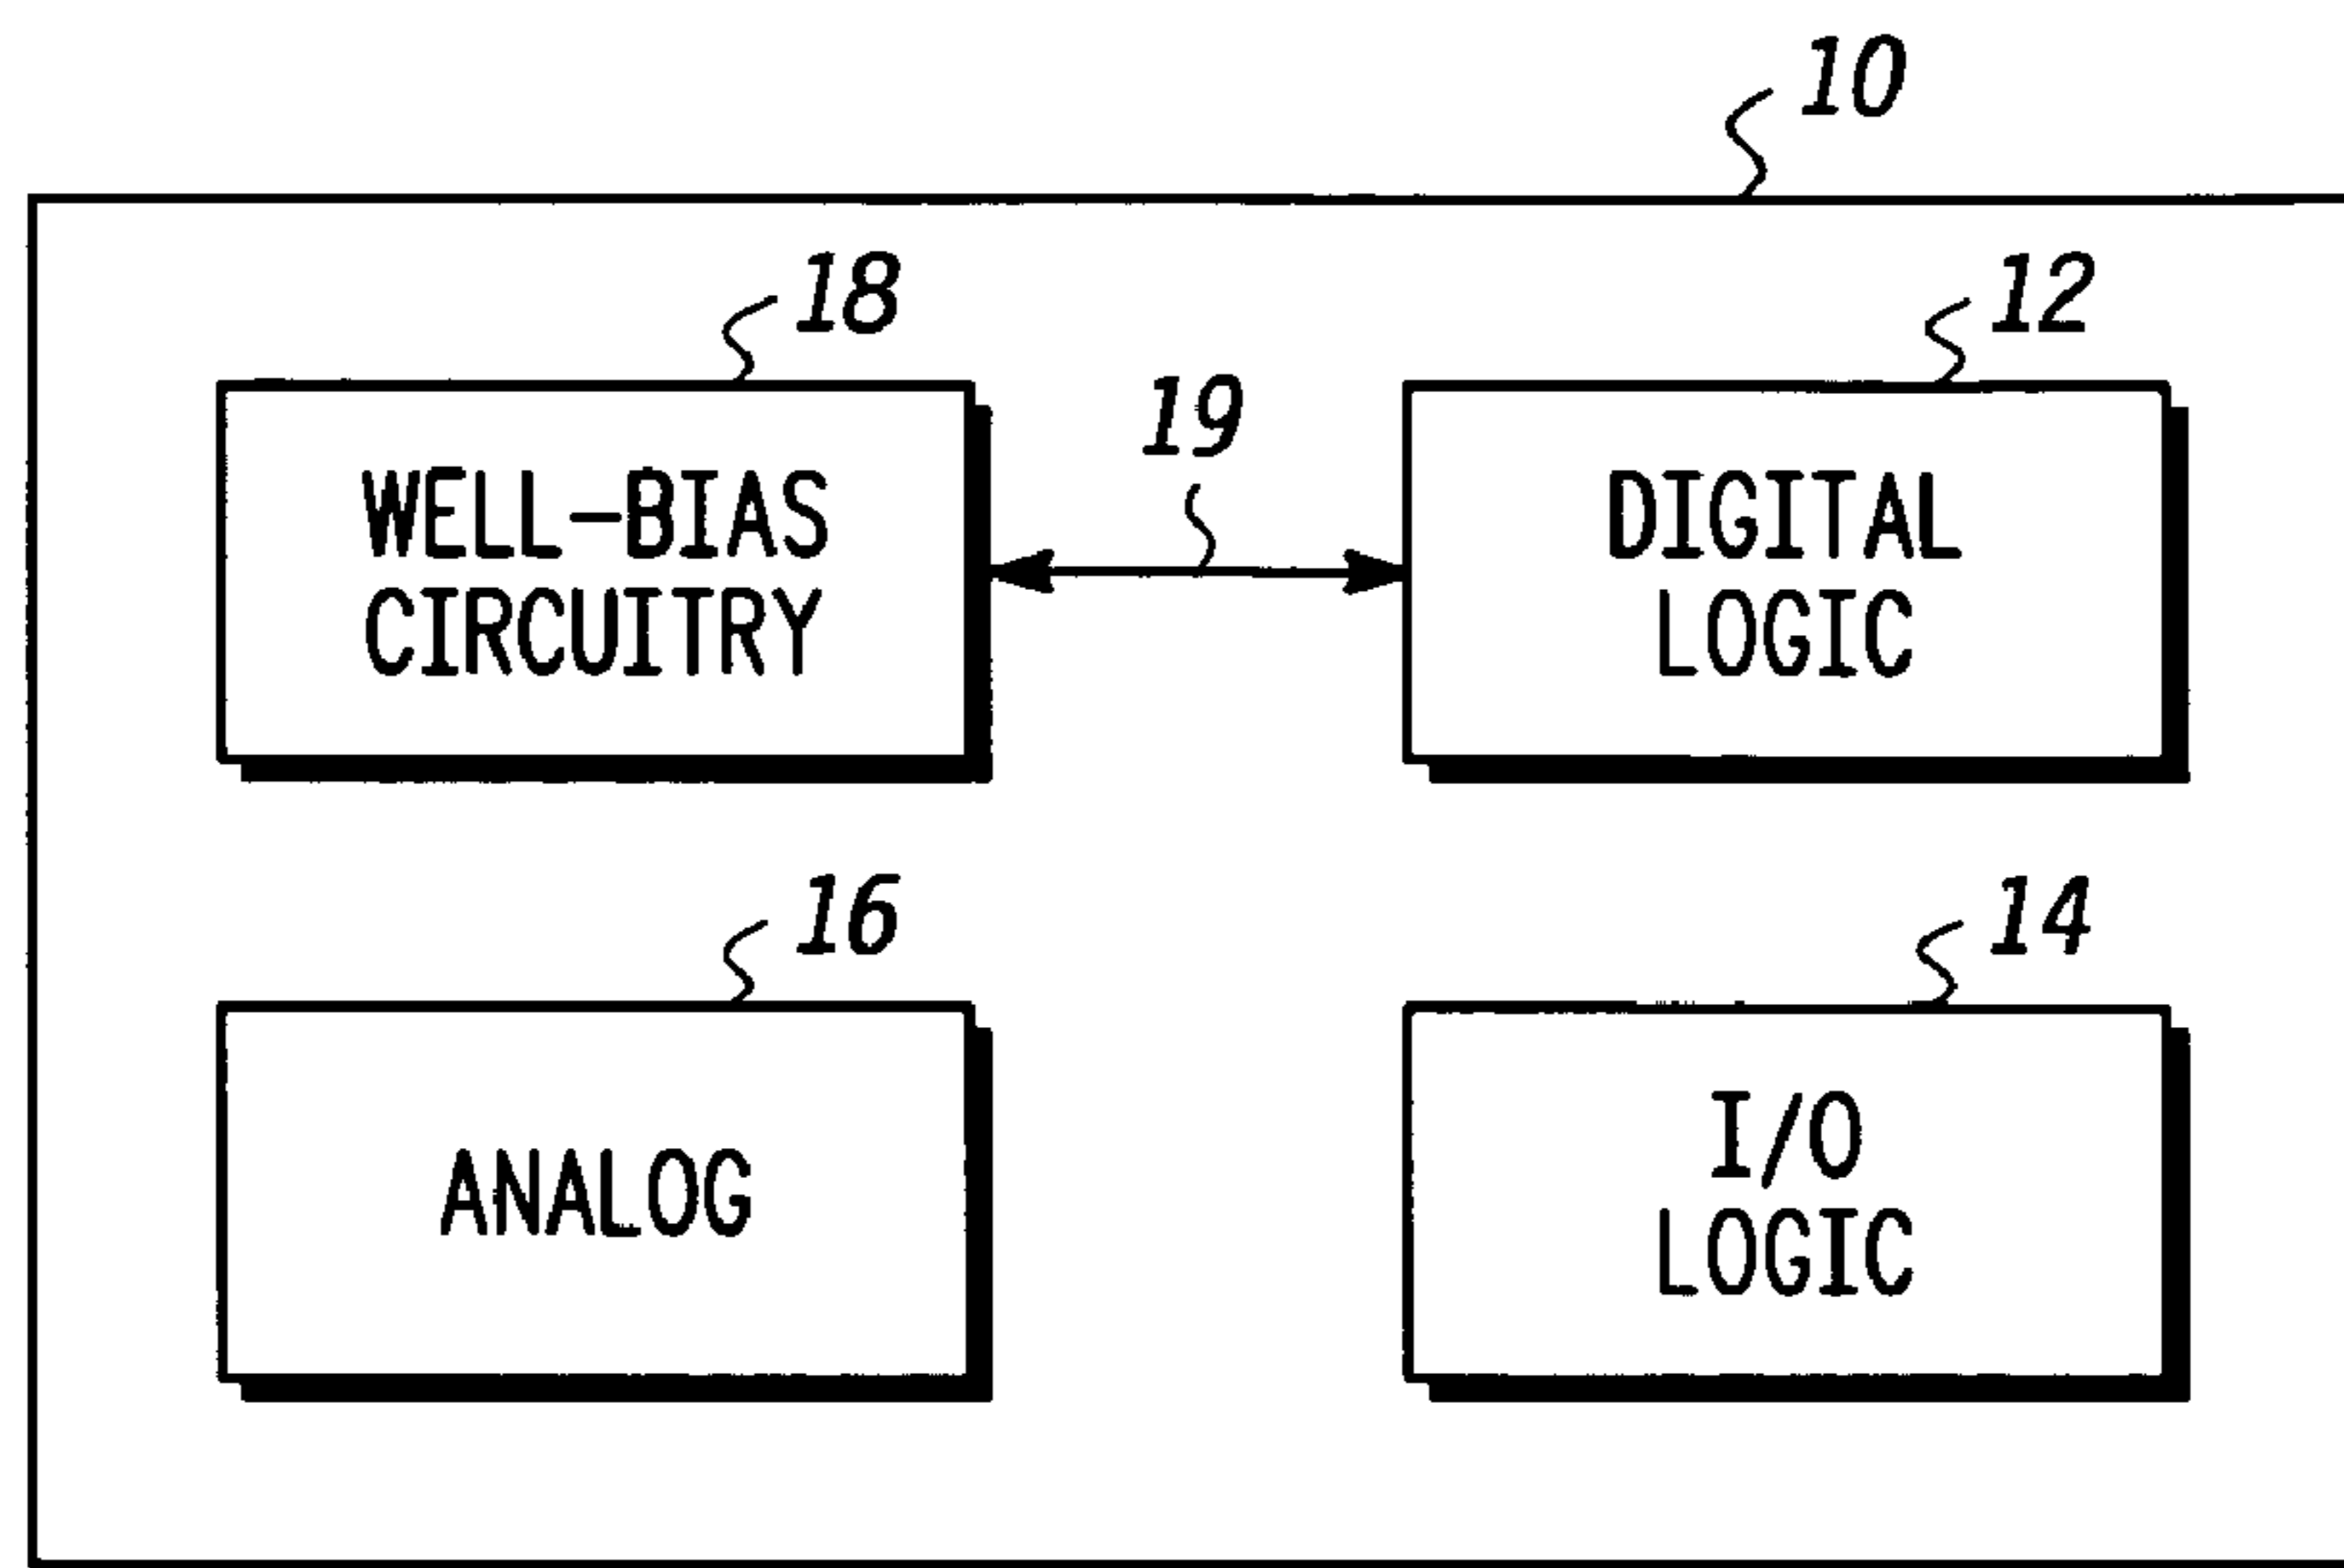 10
18
12
19
WELL-BIAS
CIRCUITRY
DIGITAL
LOGIC
16
14
ANALOG
I/O
LOGIC